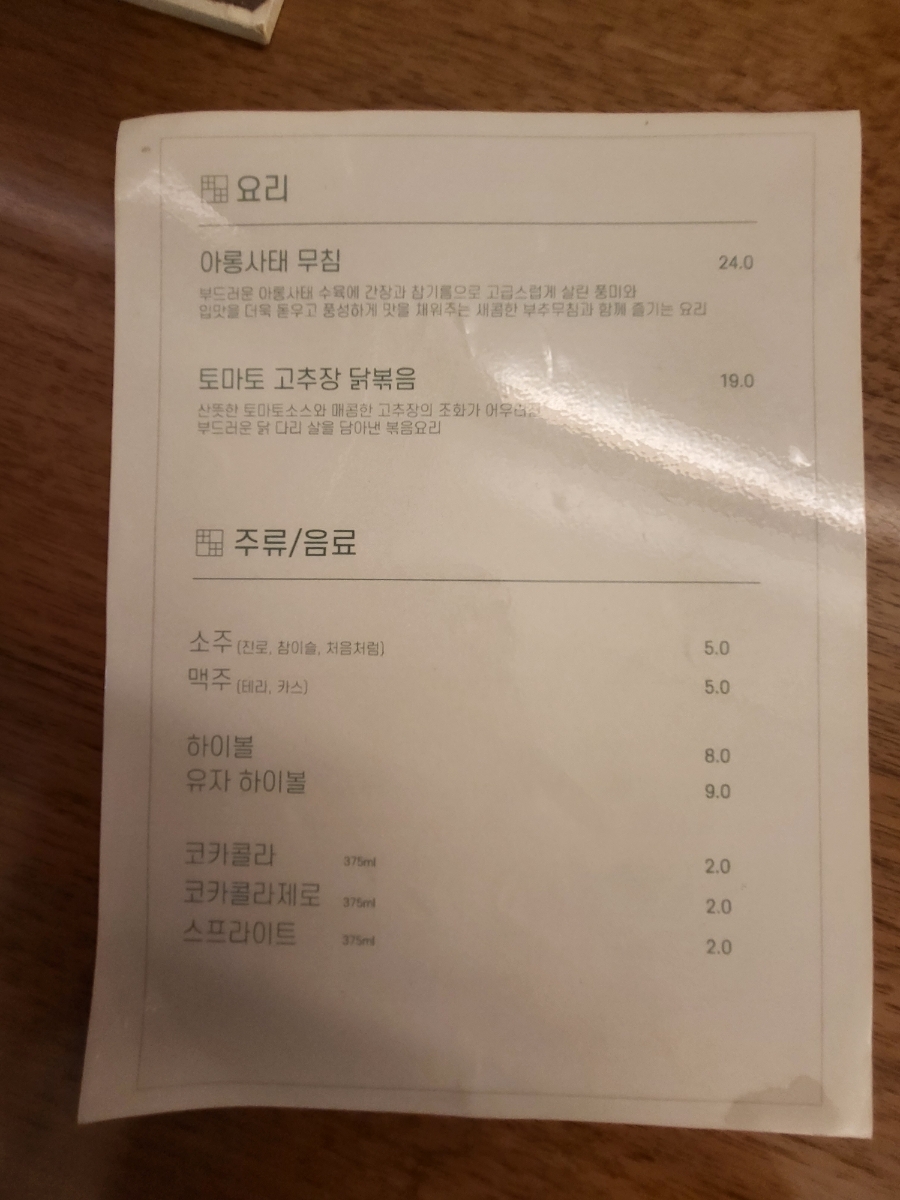 요리
아롱사태 무침 24.0
부드러운 아롱사태 수육에 간장과 참기름으로 고급스럽게 살린 풍미와
입맛을 더욱 돋우고 풍성하게 맛을 채워주는 새콤한 부추무침과 함께 즐기는 요리
토마토 고추장 닭볶음 19.0
산뜻한 토마토소스와 매콤한 고추장의 조화가
부드러운 닭 다리 살을 담아낸 볶음요리
주류/음료
소주 (진로, 참이슬, 처음처럼) 5.0
맥주 (테라, 카스) 5.0
하이볼 8.0
유자 하이볼 9.0
코카콜라 375ml 2.0
코카콜라제로 375ml 2.0
스프라이트 375ml 2.0